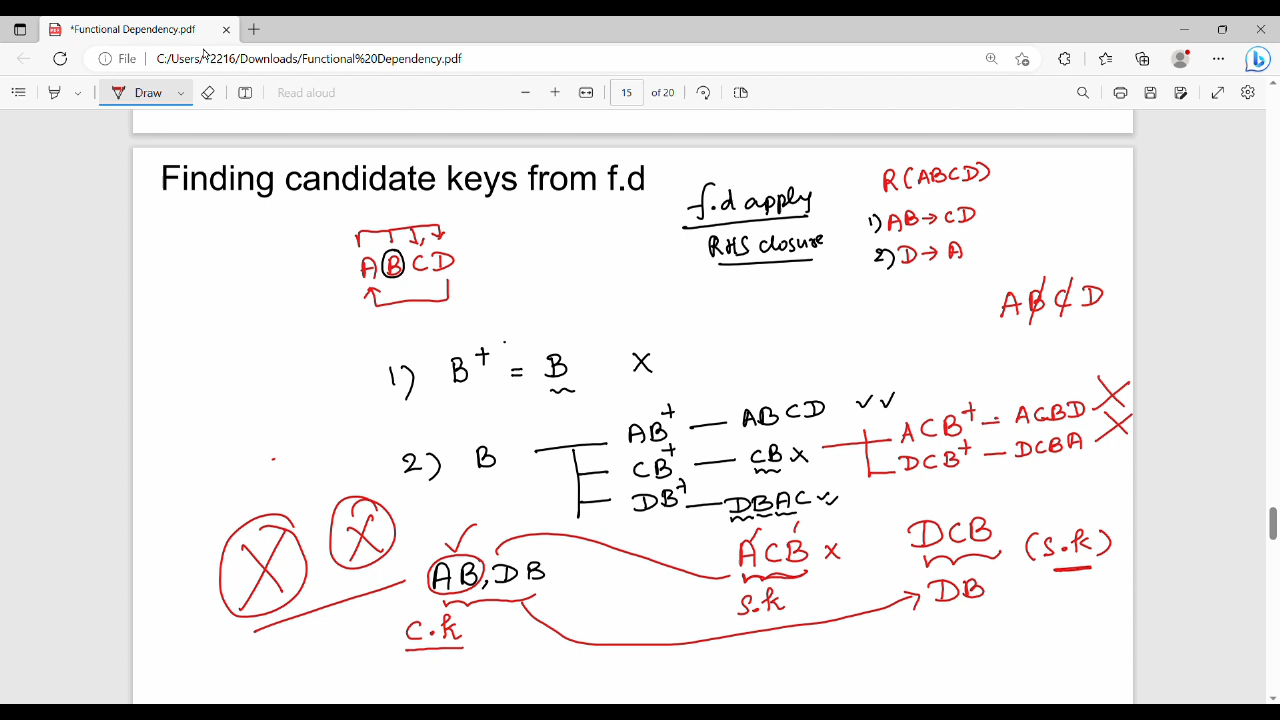 *Functional Dependency.pdf
File C:/Users/12216/Downloads/Functional%20Dependency.pdf
Draw Read aloud 15 of 20
Finding candidate keys from f.d
f.d apply
RHS closure
R(ABCD)
1) AB→CD
2) D→A
A B C D
A B C D
1) B+ = B X
2) B
AB+ — ABCD ✓✓
CB+ — CB X
DB+ — DBAC ✓
ACB+ — ACBD X
DCB+ — DCBA X
X X
AB, DB
C.K
ACB X
S.K
DCB (S.K)
DB